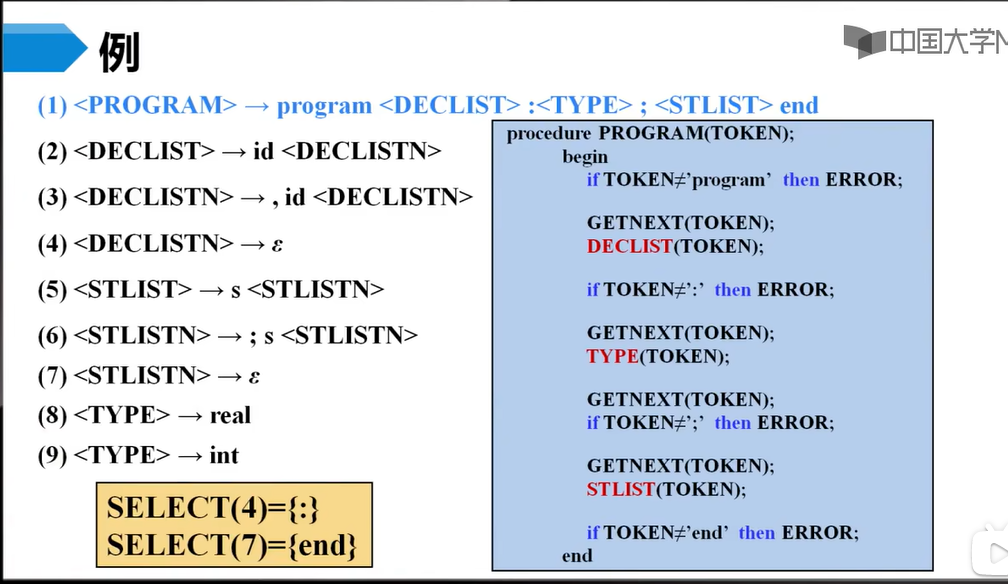 例
中国大学M
(1) <PROGRAM> → program <DECLIST> :<TYPE> ; <STLIST> end
(2) <DECLIST> → id <DECLISTN>
(3) <DECLISTN> → , id <DECLISTN>
(4) <DECLISTN> → ε
(5) <STLIST> → s <STLISTN>
(6) <STLISTN> → ; s <STLISTN>
(7) <STLISTN> → ε
(8) <TYPE> → real
(9) <TYPE> → int
SELECT(4)={:}
SELECT(7)={end}
procedure PROGRAM(TOKEN);
begin
if TOKEN≠’program’ then ERROR;
GETNEXT(TOKEN);
DECLIST(TOKEN);
if TOKEN≠’:’ then ERROR;
GETNEXT(TOKEN);
TYPE(TOKEN);
GETNEXT(TOKEN);
if TOKEN≠’;’ then ERROR;
GETNEXT(TOKEN);
STLIST(TOKEN);
if TOKEN≠’end’ then ERROR;
end